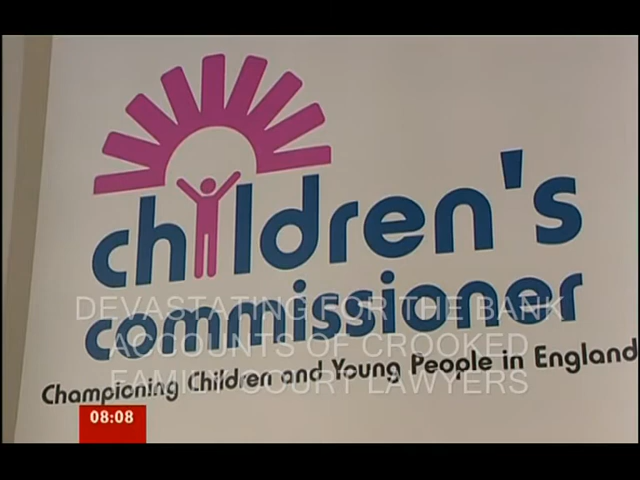 children's
commissioner
Championing Children and Young People in England
DEVASTATING FOR THE BANK
ACCOUNTS OF CROOKED
FAMILY COURT LAWYERS
08:08